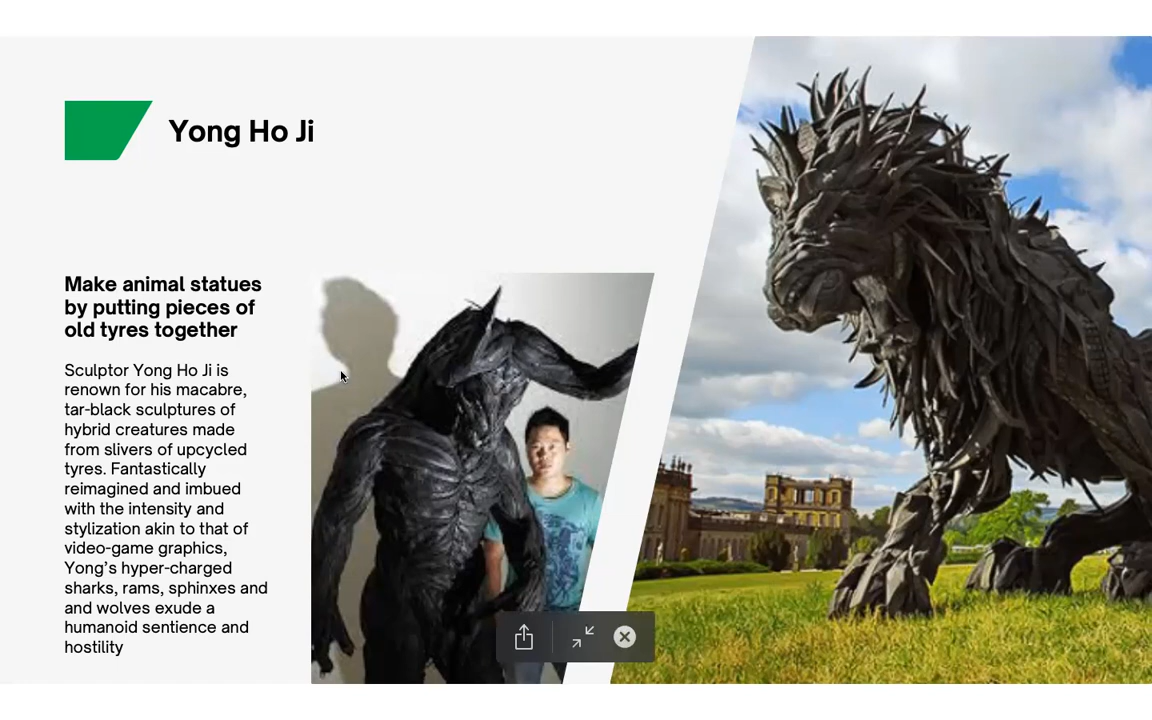 Yong Ho Ji
Make animal statues
by putting pieces of
old tyres together
Sculptor Yong Ho Ji is
renown for his macabre,
tar-black sculptures of
hybrid creatures made
from slivers of upcycled
tyres. Fantastically
reimagined and imbued
with the intensity and
stylization akin to that of
video-game graphics,
Yong’s hyper-charged
sharks, rams, sphinxes and
and wolves exude a
humanoid sentience and
hostility